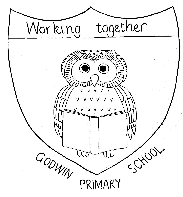 Working together
GODWIN PRIMARY SCHOOL